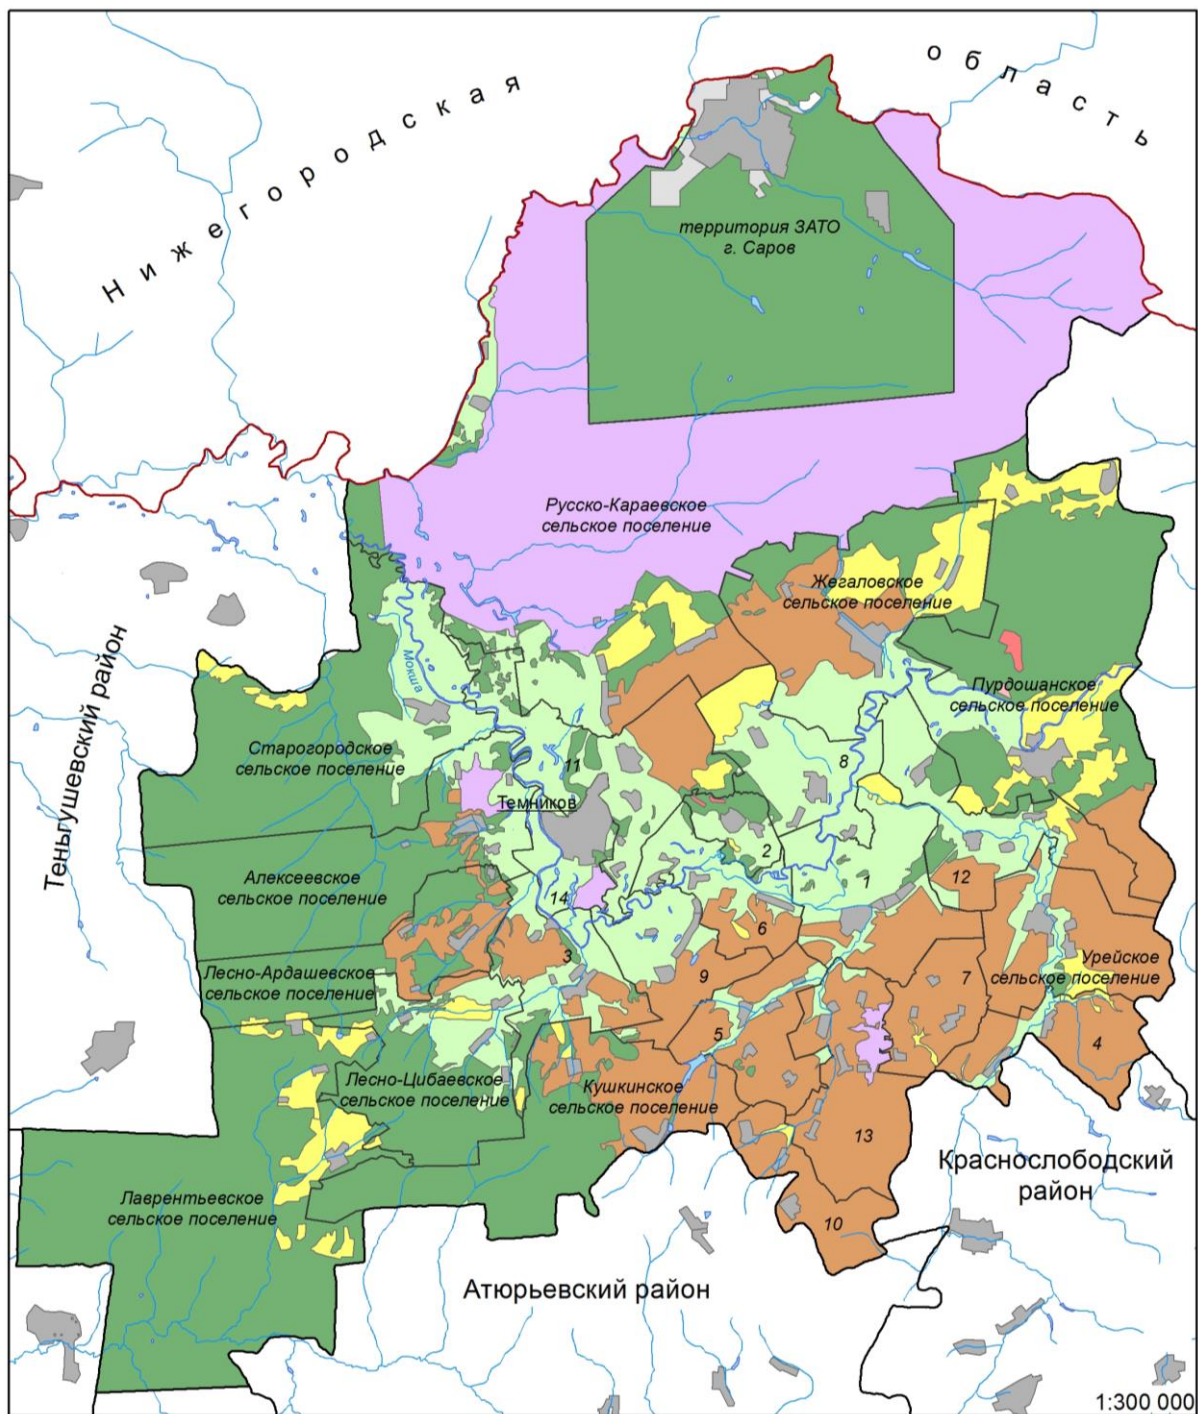 Нижегородская
область
территория ЗАТО
г. Саров
Русско-Караевское
сельское поселение
Жегаловское
сельское поселение
Мокша
Пурдошанское
сельское поселение
Теньгушевский район
Старогородское
сельское поселение
11
8
Темников
2
Алексеевское
сельское поселение
1
12
14
6
3
Лесно-Ардашевское
сельское поселение
9
7
Урейское
сельское поселение
5
4
Лесно-Цибаевское
сельское поселение
Кушкинское
сельское поселение
13
Краснослободский
район
Лаврентьевское
сельское поселение
10
Атюрьевский район
1:300 000